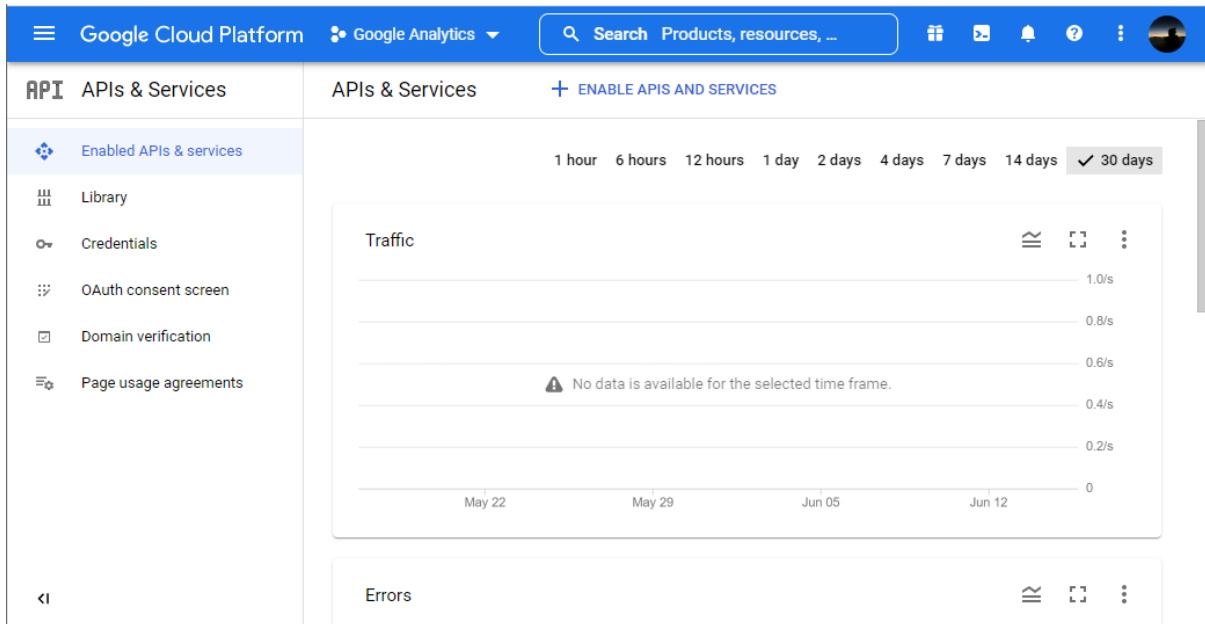 Google Cloud Platform Google Analytics Search Products, resources, ...
API APIs & Services
APIs & Services + ENABLE APIS AND SERVICES
Enabled APIs & services
Library
Credentials
OAuth consent screen
Domain verification
Page usage agreements
1 hour 6 hours 12 hours 1 day 2 days 4 days 7 days 14 days 30 days
Traffic
1.0/s
0.8/s
0.6/s
No data is available for the selected time frame.
0.4/s
0.2/s
0
May 22 May 29 Jun 05 Jun 12
Errors